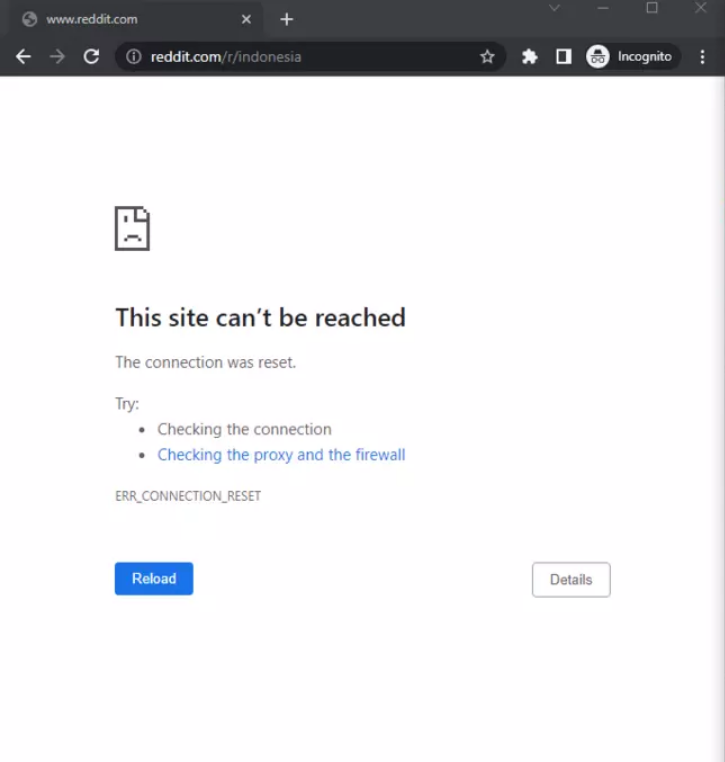 www.reddit.com
reddit.com/r/indonesia
Incognito
This site can’t be reached
The connection was reset.
Try:
• Checking the connection
• Checking the proxy and the firewall
ERR_CONNECTION_RESET
Reload
Details